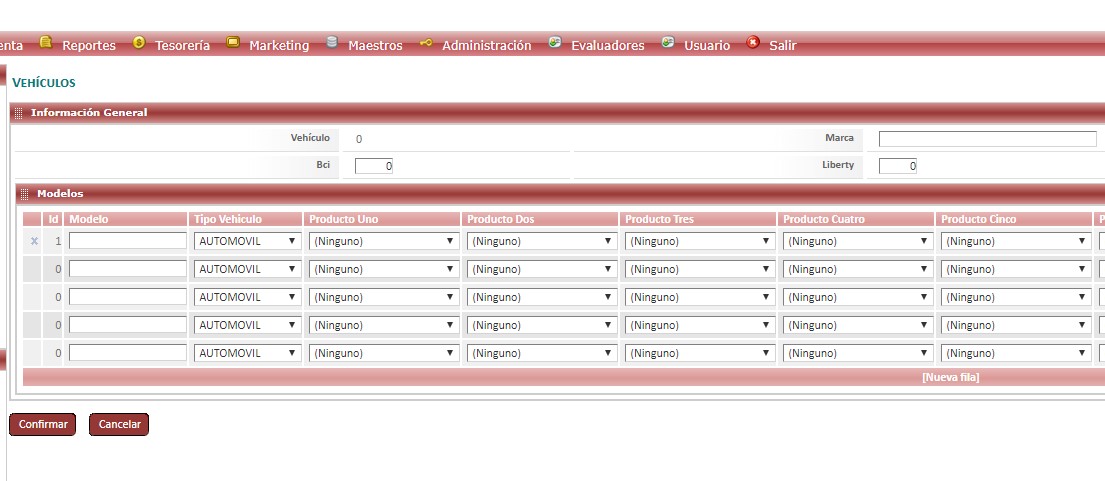 enta Reportes Tesorería Marketing Maestros Administración Evaluadores Usuario Salir
VEHÍCULOS
Información General
Vehículo 0 Marca
Bci 0 Liberty 0
Modelos
Id Modelo Tipo Vehiculo Producto Uno Producto Dos Producto Tres Producto Cuatro Producto Cinco P
x 1 AUTOMOVIL (Ninguno) (Ninguno) (Ninguno) (Ninguno) (Ninguno)
0 AUTOMOVIL (Ninguno) (Ninguno) (Ninguno) (Ninguno) (Ninguno)
0 AUTOMOVIL (Ninguno) (Ninguno) (Ninguno) (Ninguno) (Ninguno)
0 AUTOMOVIL (Ninguno) (Ninguno) (Ninguno) (Ninguno) (Ninguno)
0 AUTOMOVIL (Ninguno) (Ninguno) (Ninguno) (Ninguno) (Ninguno)
[Nueva fila]
Confirmar Cancelar